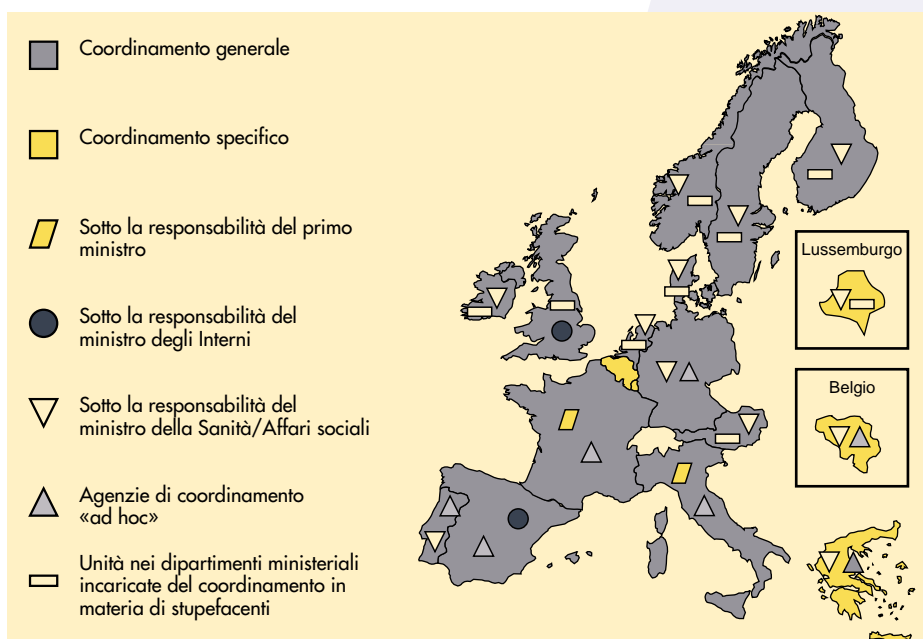 Coordinamento generale
Coordinamento specifico
Sotto la responsabilità del primo
ministro
Sotto la responsabilità del
ministro degli Interni
Sotto la responsabilità del
ministro della Sanità/Affari sociali
Agenzie di coordinamento
«ad hoc»
Unità nei dipartimenti ministeriali
incaricate del coordinamento in
materia di stupefacenti
Lussemburgo
Belgio